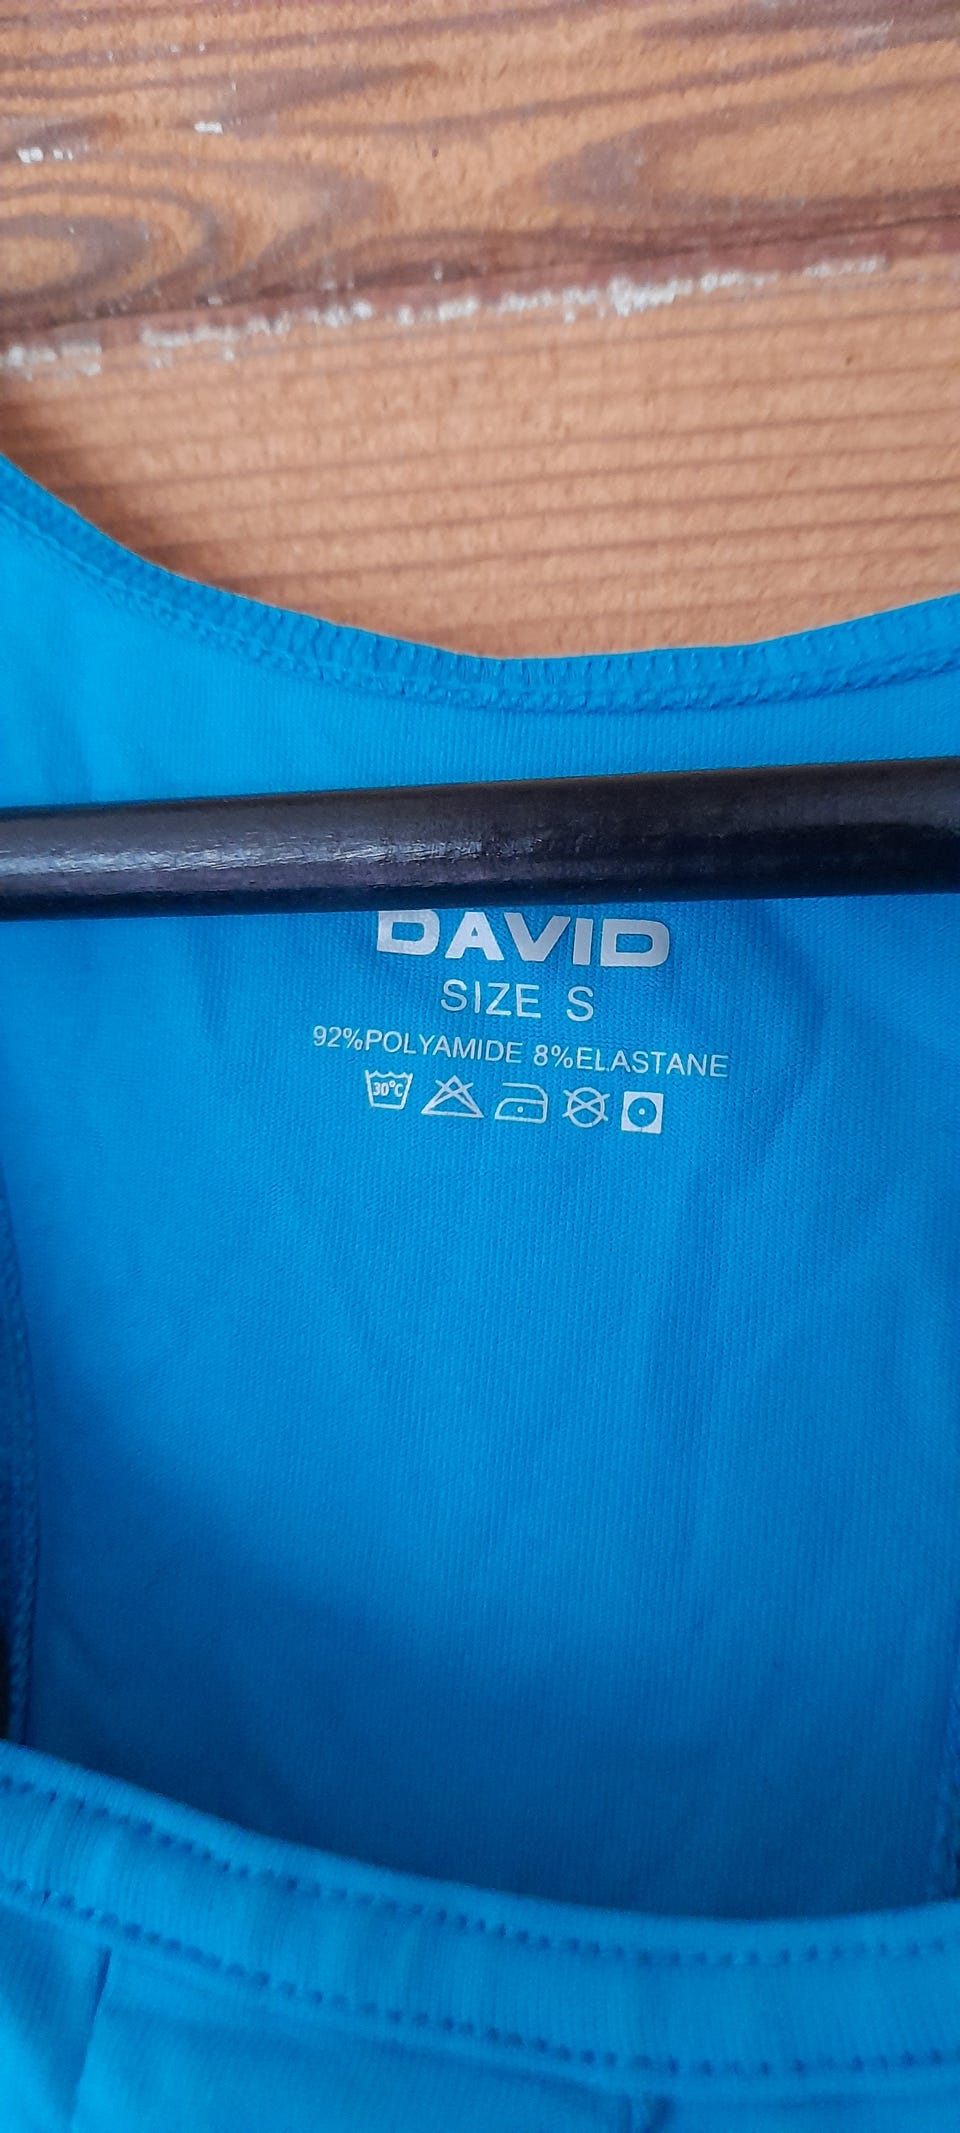 DAVID
SIZE S
92%POLYAMIDE 8%ELASTANE
30°C